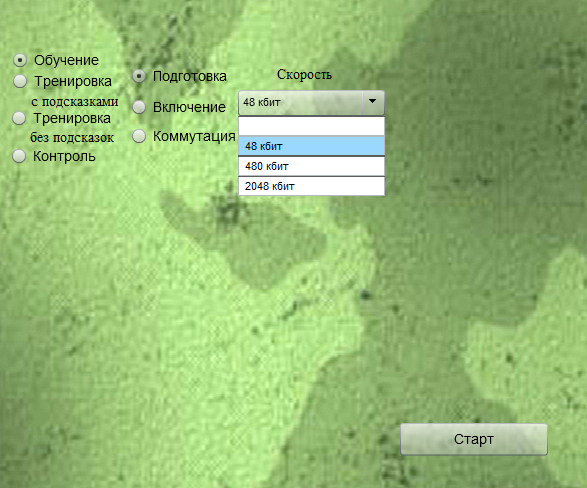 Обучение
Тренировка
с подсказками
Тренировка
без подсказок
Контроль
Подготовка
Включение
Коммутация
Скорость
48 кбит
48 кбит
480 кбит
2048 кбит
Старт